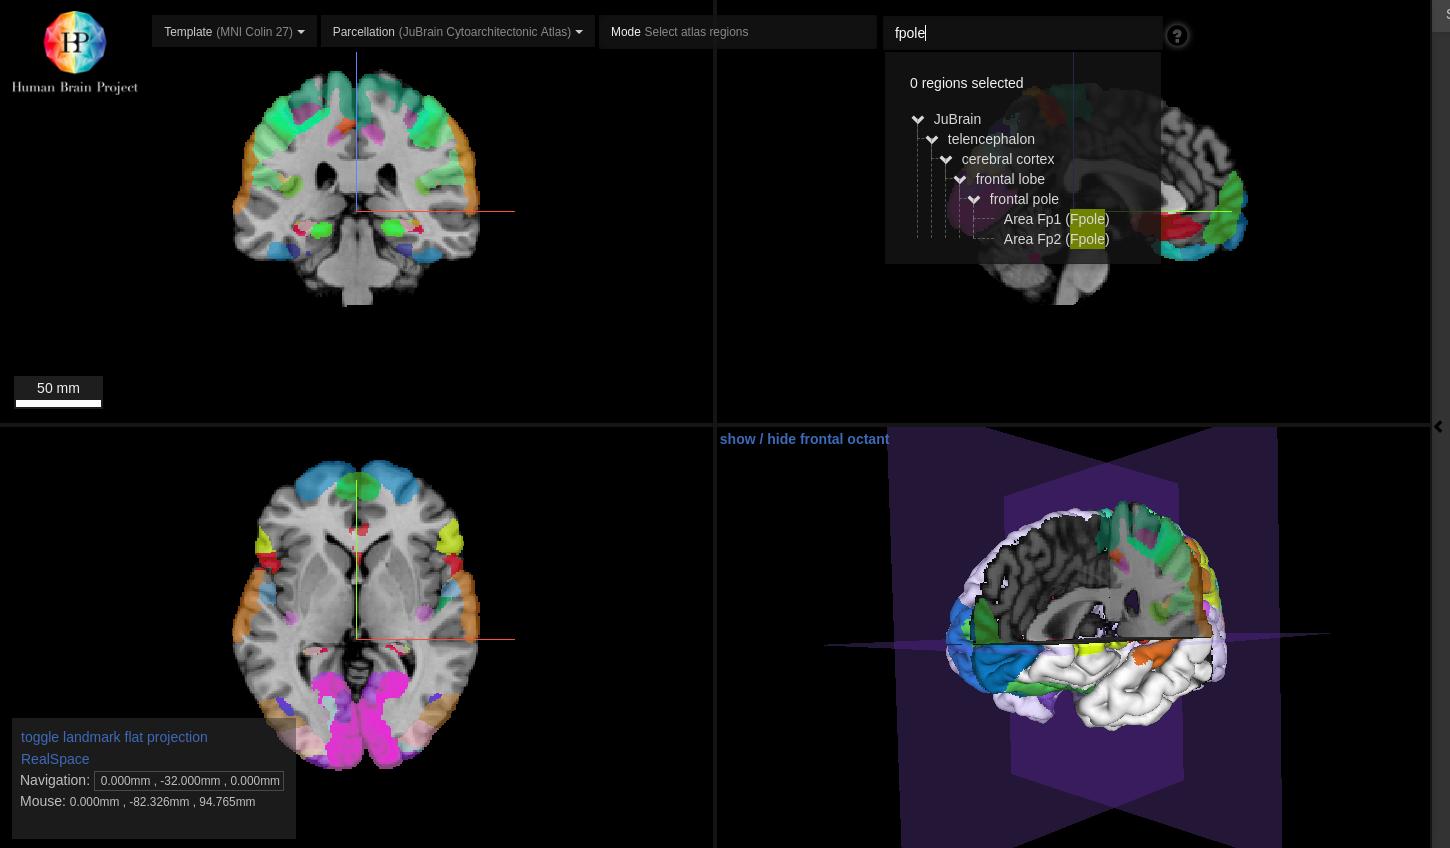 HP
Human Brain Project
Template (MNI Colin 27)
Parcellation (JuBrain Cytoarchitectonic Atlas)
Mode Select atlas regions
fpole
?
0 regions selected
JuBrain
telencephalon
cerebral cortex
frontal lobe
frontal pole
Area Fp1 (Fpole)
Area Fp2 (Fpole)
50 mm
show / hide frontal octant
toggle landmark flat projection
RealSpace
Navigation: 0.000mm , -32.000mm , 0.000mm
Mouse: 0.000mm , -82.326mm , 94.765mm